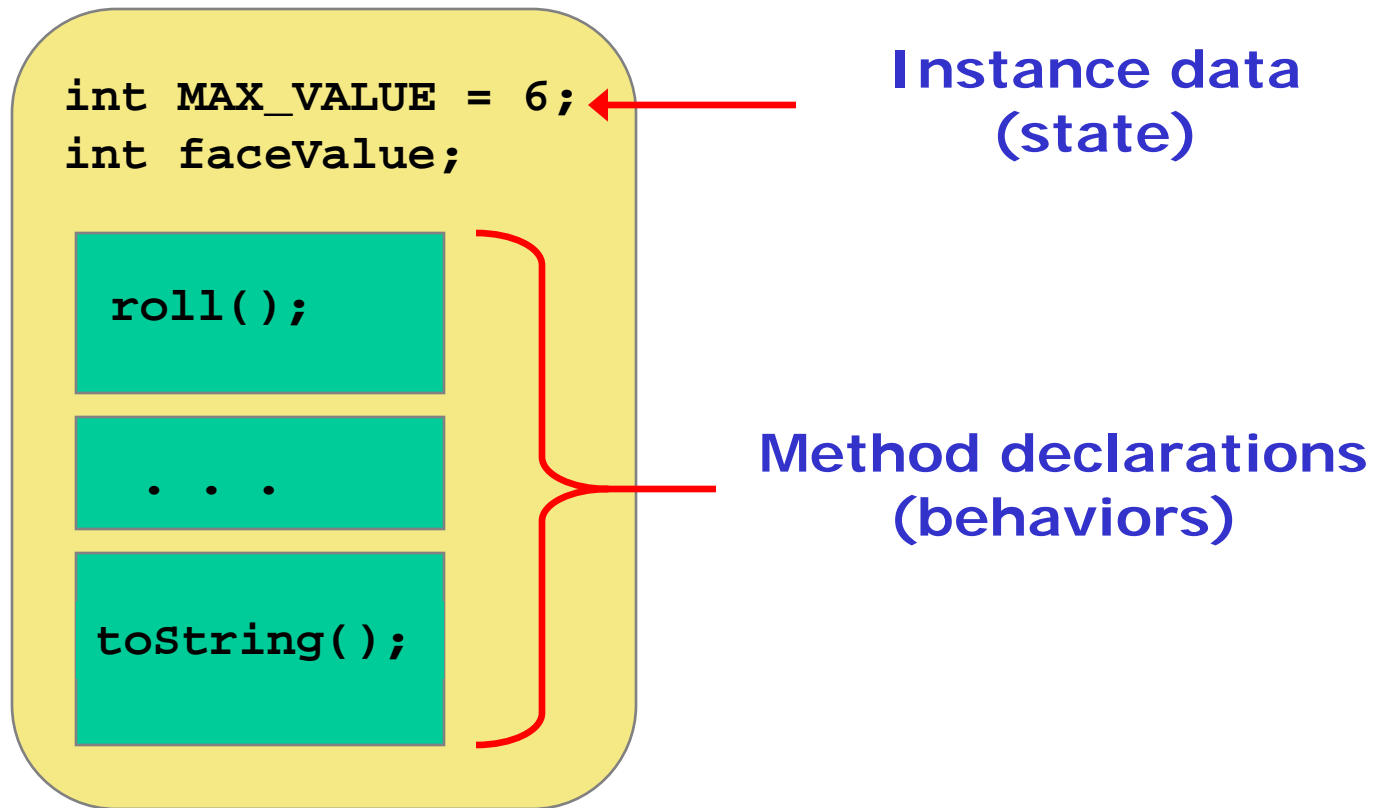 int MAX_VALUE = 6;
int faceValue;
Instance data
(state)
roll();
. . .
toString();
Method declarations
(behaviors)